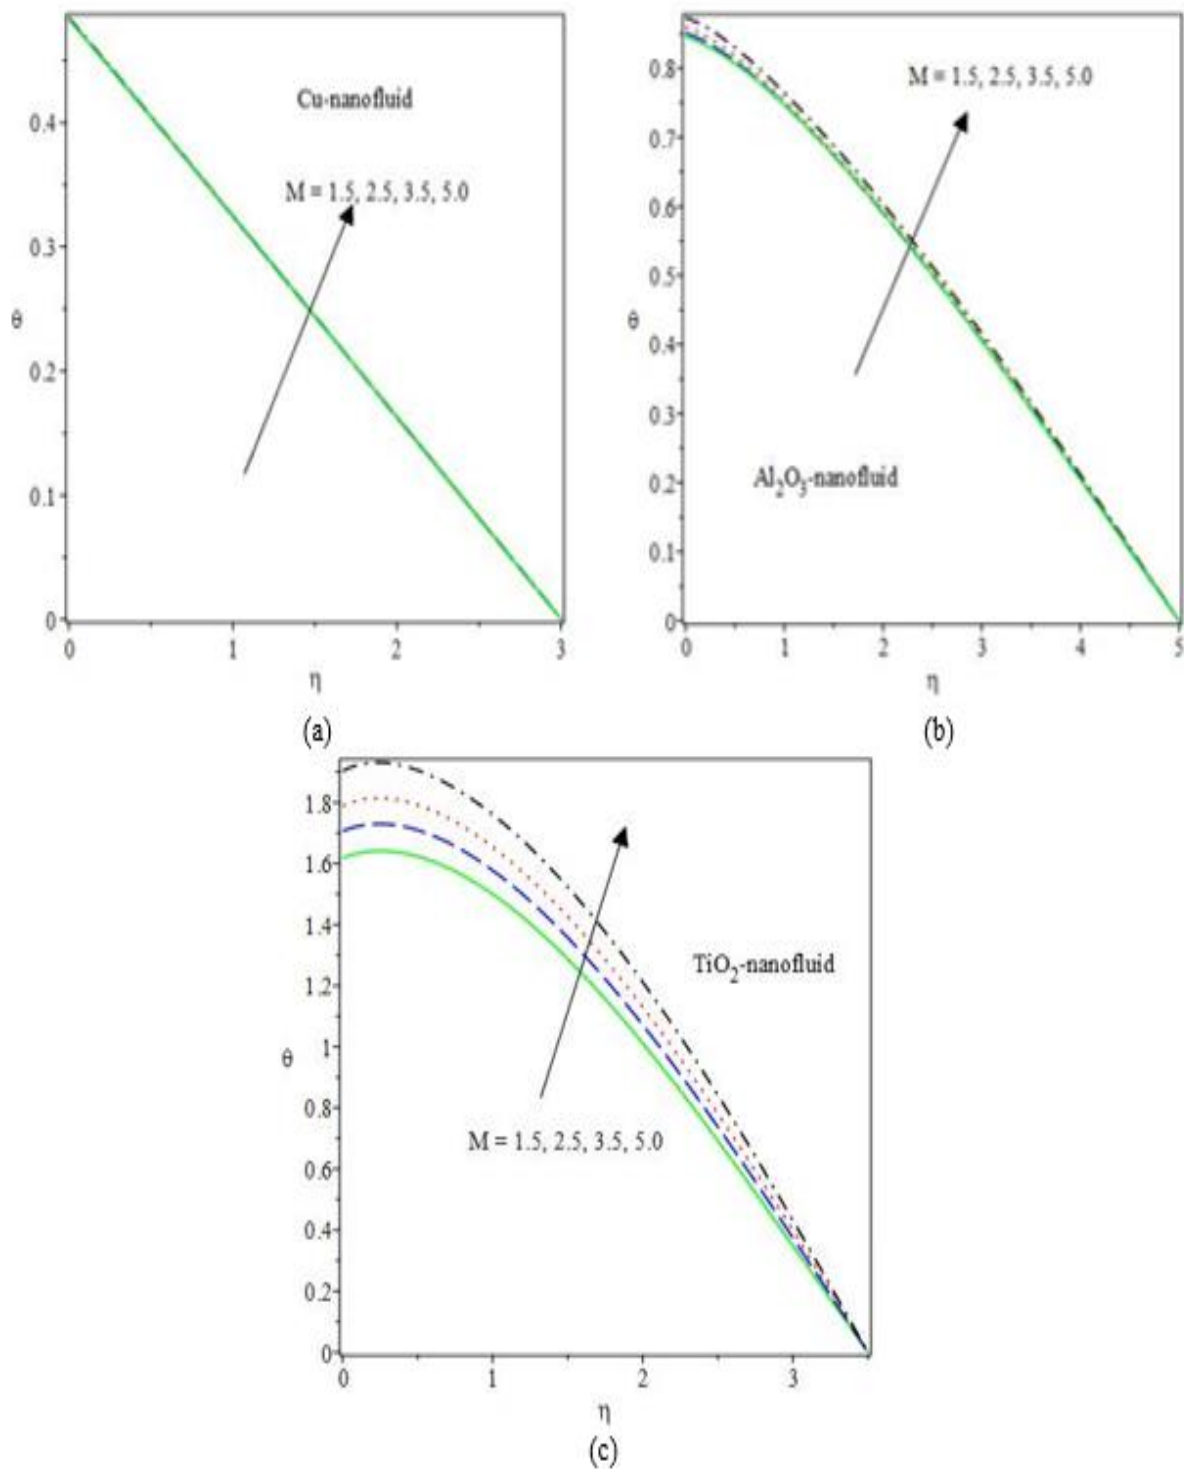 Cu-nanofluid
M = 1.5, 2.5, 3.5, 5.0
0.4
0.3
θ
0.2
0.1
0
0 1 2 3
η
(a)
M = 1.5, 2.5, 3.5, 5.0
0.8
0.7
0.6
0.5
θ
0.4
0.3
Al2O3-nanofluid
0.2
0.1
0
0 1 2 3 4 5
η
(b)
1.8
1.6
1.4
TiO2-nanofluid
1.2
1
θ
0.8
M = 1.5, 2.5, 3.5, 5.0
0.6
0.4
0.2
0
0 1 2 3
η
(c)